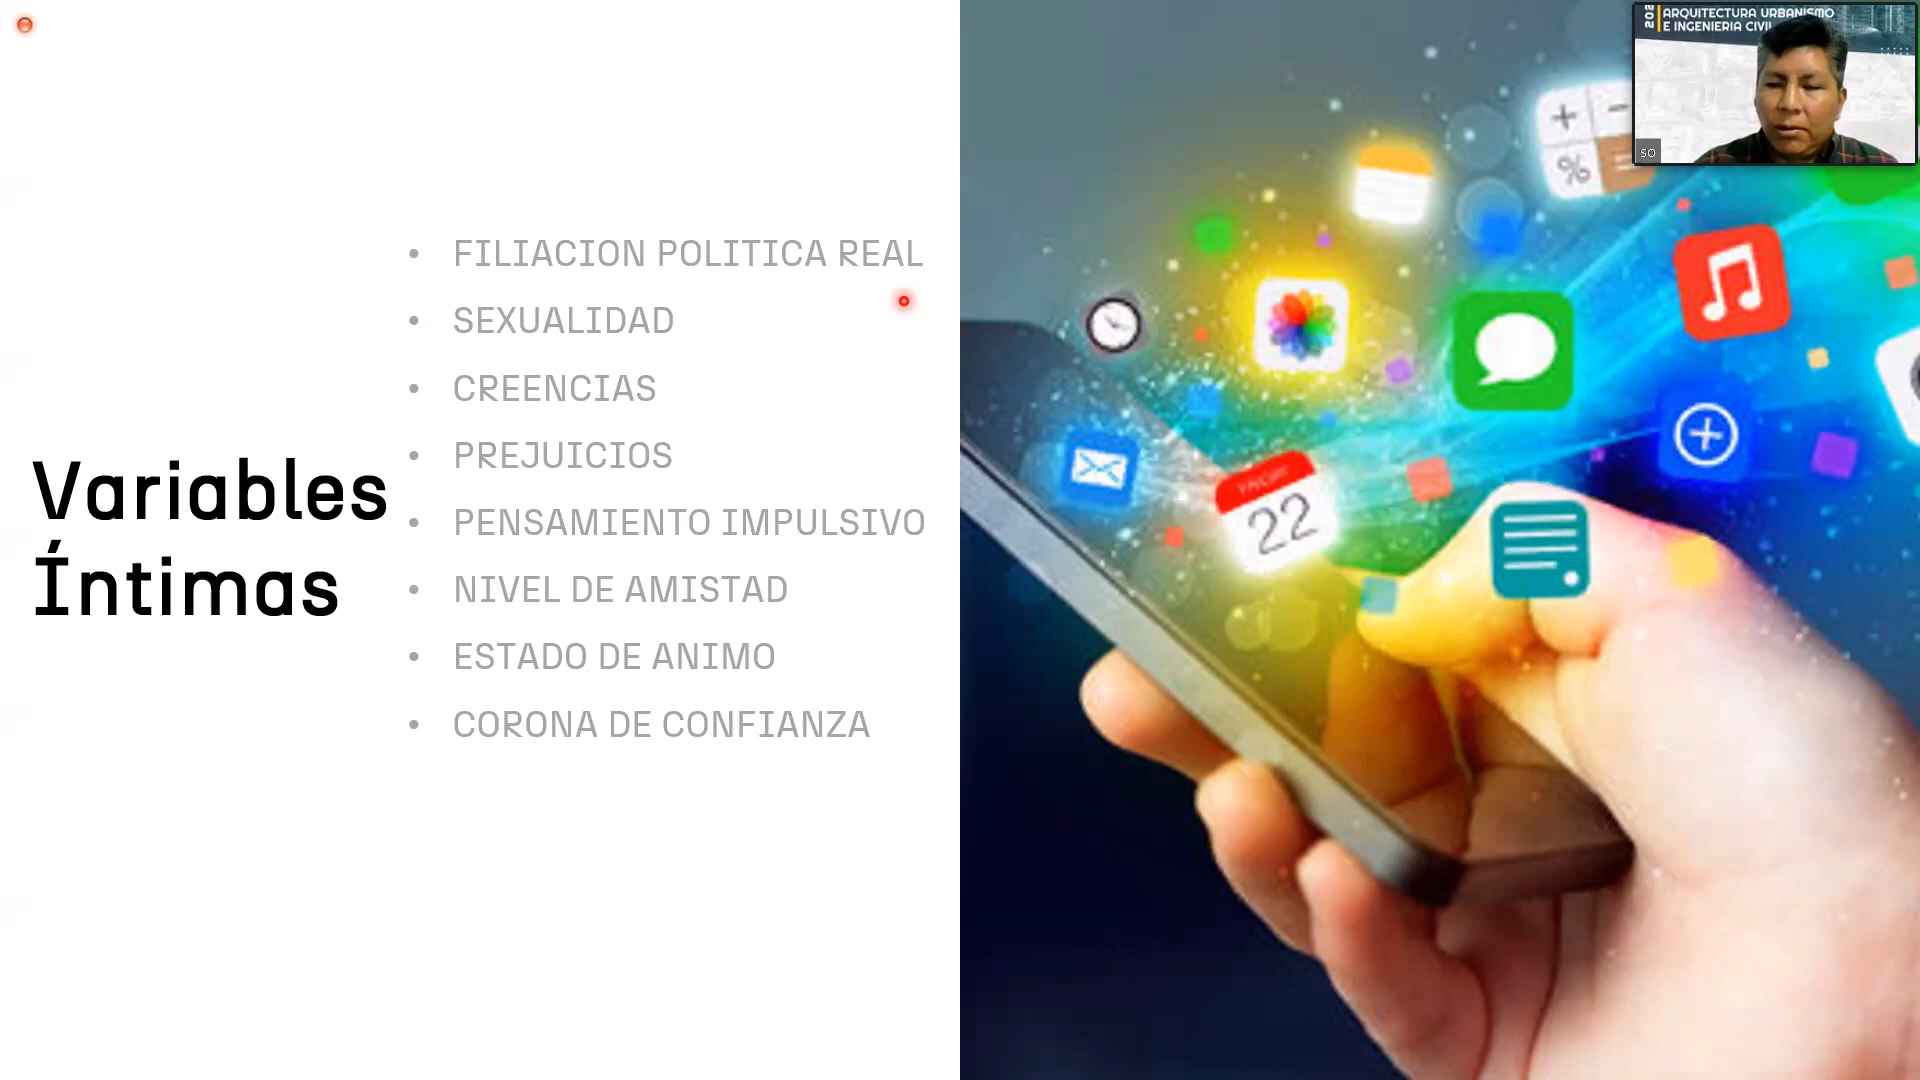 Variables
Íntimas
• FILIACION POLITICA REAL
• SEXUALIDAD
• CREENCIAS
• PREJUICIOS
• PENSAMIENTO IMPULSIVO
• NIVEL DE AMISTAD
• ESTADO DE ANIMO
• CORONA DE CONFIANZA
ARQUITECTURA URBANISMO
E INGENIERIA CIVIL
SO
22